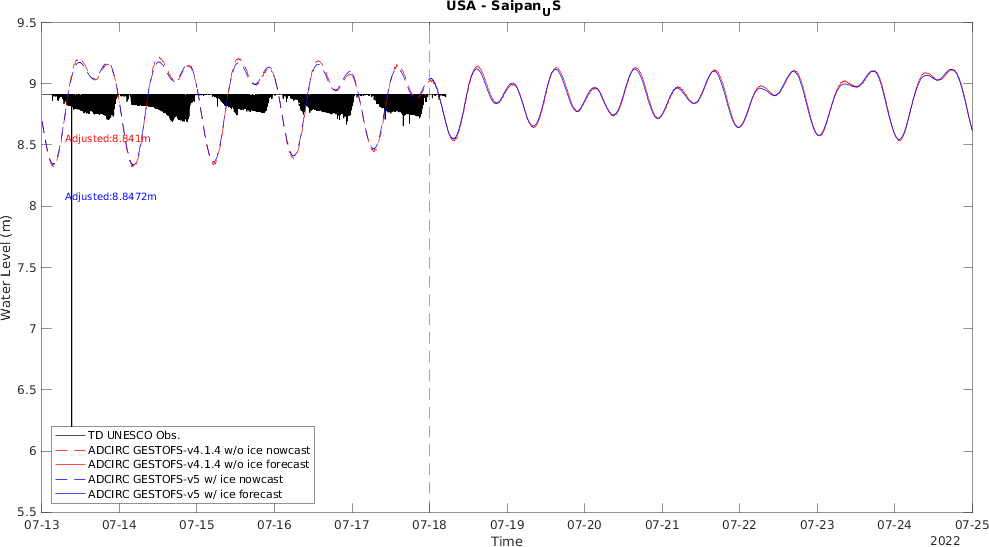 USA - SaipanUS
9.5
9
8.5
8
7.5
7
6.5
6
5.5
Water Level (m)
Adjusted:8.841m
Adjusted:8.8472m
TD UNESCO Obs.
ADCIRC GESTOFS-v4.1.4 w/o ice nowcast
ADCIRC GESTOFS-v4.1.4 w/o ice forecast
ADCIRC GESTOFS-v5 w/ ice nowcast
ADCIRC GESTOFS-v5 w/ ice forecast
07-13 07-14 07-15 07-16 07-17 07-18 07-19 07-20 07-21 07-22 07-23 07-24 07-25
Time
2022